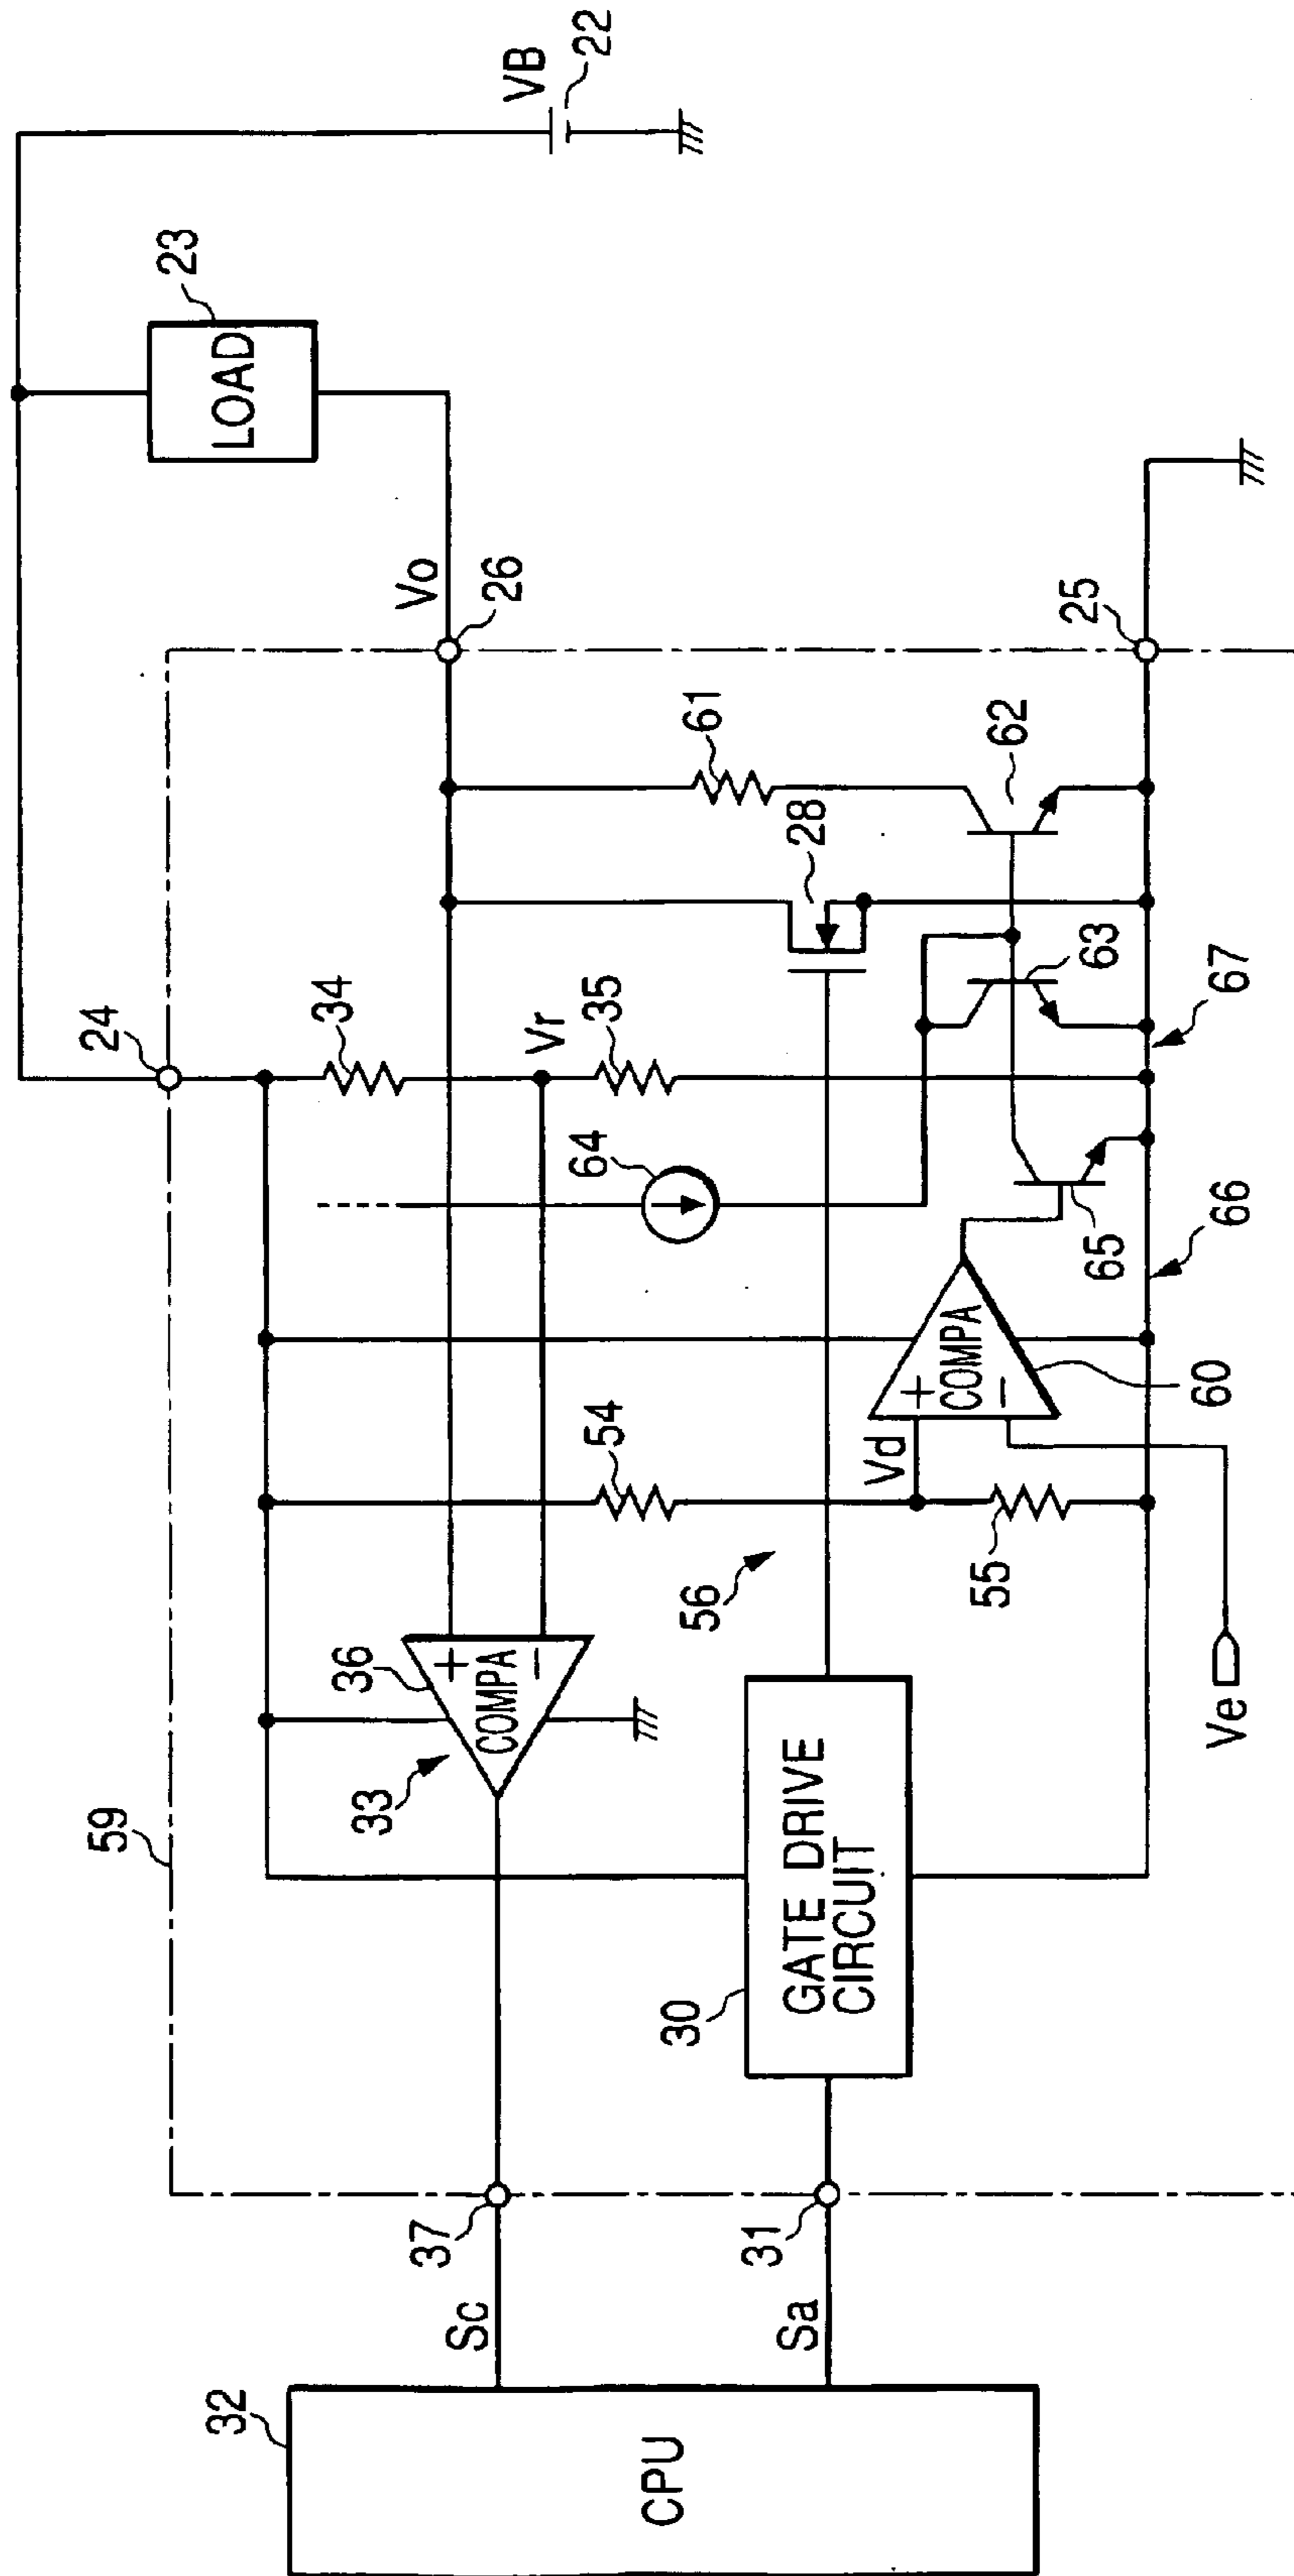 59
24
Vo
26
LOAD
23
VB
22
32
CPU
Sc
37
33
36
+
COMPA
−
54
64
34
Vr
35
61
28
62
Sa
31
30
GATE DRIVE
CIRCUIT
56
Vd
+
COMPA
−
55
60
65
63
66
67
25
Ve